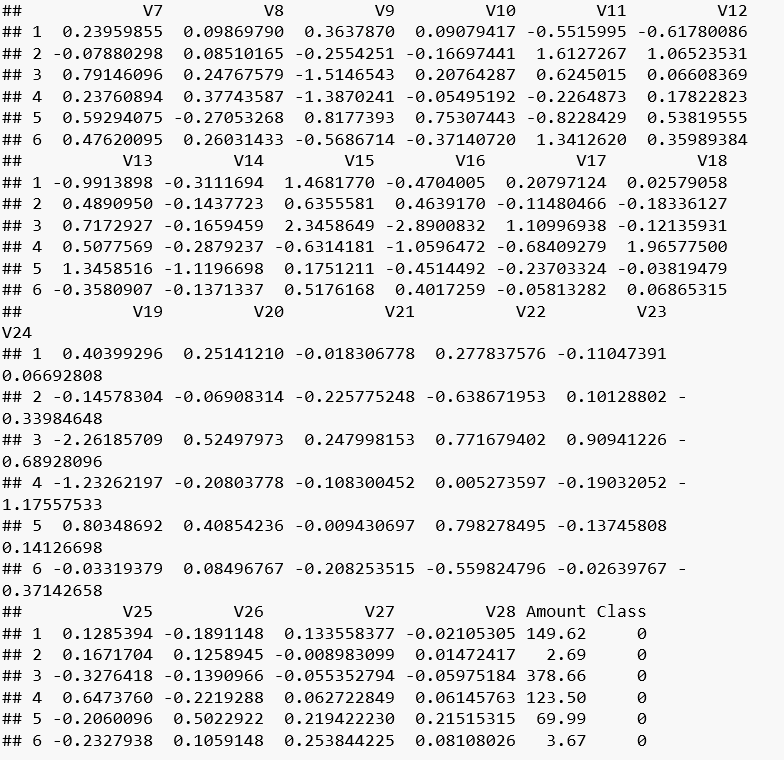 ##            V7          V8         V9         V10        V11         V12
## 1  0.23959855  0.09869790  0.3637870  0.09079417 -0.5515995 -0.61780086
## 2 -0.07880298  0.08510165 -0.2554251 -0.16697441  1.6127267  1.06523531
## 3  0.79146096  0.24767579 -1.5146543  0.20764287  0.6245015  0.06608369
## 4  0.23760894  0.37743587 -1.3870241 -0.05495192 -0.2264873  0.17822823
## 5  0.59294075 -0.27053268  0.8177393  0.75307443 -0.8228429  0.53819555
## 6  0.47620095  0.26031433 -0.5686714 -0.37140720  1.3412620  0.35989384
##          V13        V14        V15        V16         V17         V18
## 1 -0.9913898 -0.3111694  1.4681770 -0.4704005  0.20797124  0.02579058
## 2  0.4890950 -0.1437723  0.6355581  0.4639170 -0.11480466 -0.18336127
## 3  0.7172927 -0.1659459  2.3458649 -2.8900832  1.10996938 -0.12135931
## 4  0.5077569 -0.2879237 -0.6314181 -1.0596472 -0.68409279  1.96577500
## 5  1.3458516 -1.1196698  0.1751211 -0.4514492 -0.23703324 -0.03819479
## 6 -0.3580907 -0.1371337  0.5176168  0.4017259 -0.05813282  0.06865315
##           V19         V20          V21          V22         V23
V24
## 1  0.40399296  0.25141210 -0.018306778  0.277837576 -0.11047391
0.06692808
## 2 -0.14578304 -0.06908314 -0.225775248 -0.638671953  0.10128802 -
0.33984648
## 3 -2.26185709  0.52497973  0.247998153  0.771679402  0.90941226 -
0.68928096
## 4 -1.23262197 -0.20803778 -0.108300452  0.005273597 -0.19032052 -
1.17557533
## 5  0.80348692  0.40854236 -0.009430697  0.798278495 -0.13745808
0.14126698
## 6 -0.03319379  0.08496767 -0.208253515 -0.559824796 -0.02639767 -
0.37142658
##          V25        V26          V27         V28 Amount Class
## 1  0.1285394 -0.1891148  0.133558377 -0.02105305 149.62     0
## 2  0.1671704  0.1258945 -0.008983099  0.01472417   2.69     0
## 3 -0.3276418 -0.1390966 -0.055352794 -0.05975184 378.66     0
## 4  0.6473760 -0.2219288  0.062722849  0.06145763 123.50     0
## 5 -0.2060096  0.5022922  0.219422230  0.21515315  69.99     0
## 6 -0.2327938  0.1059148  0.253844225  0.08108026   3.67     0